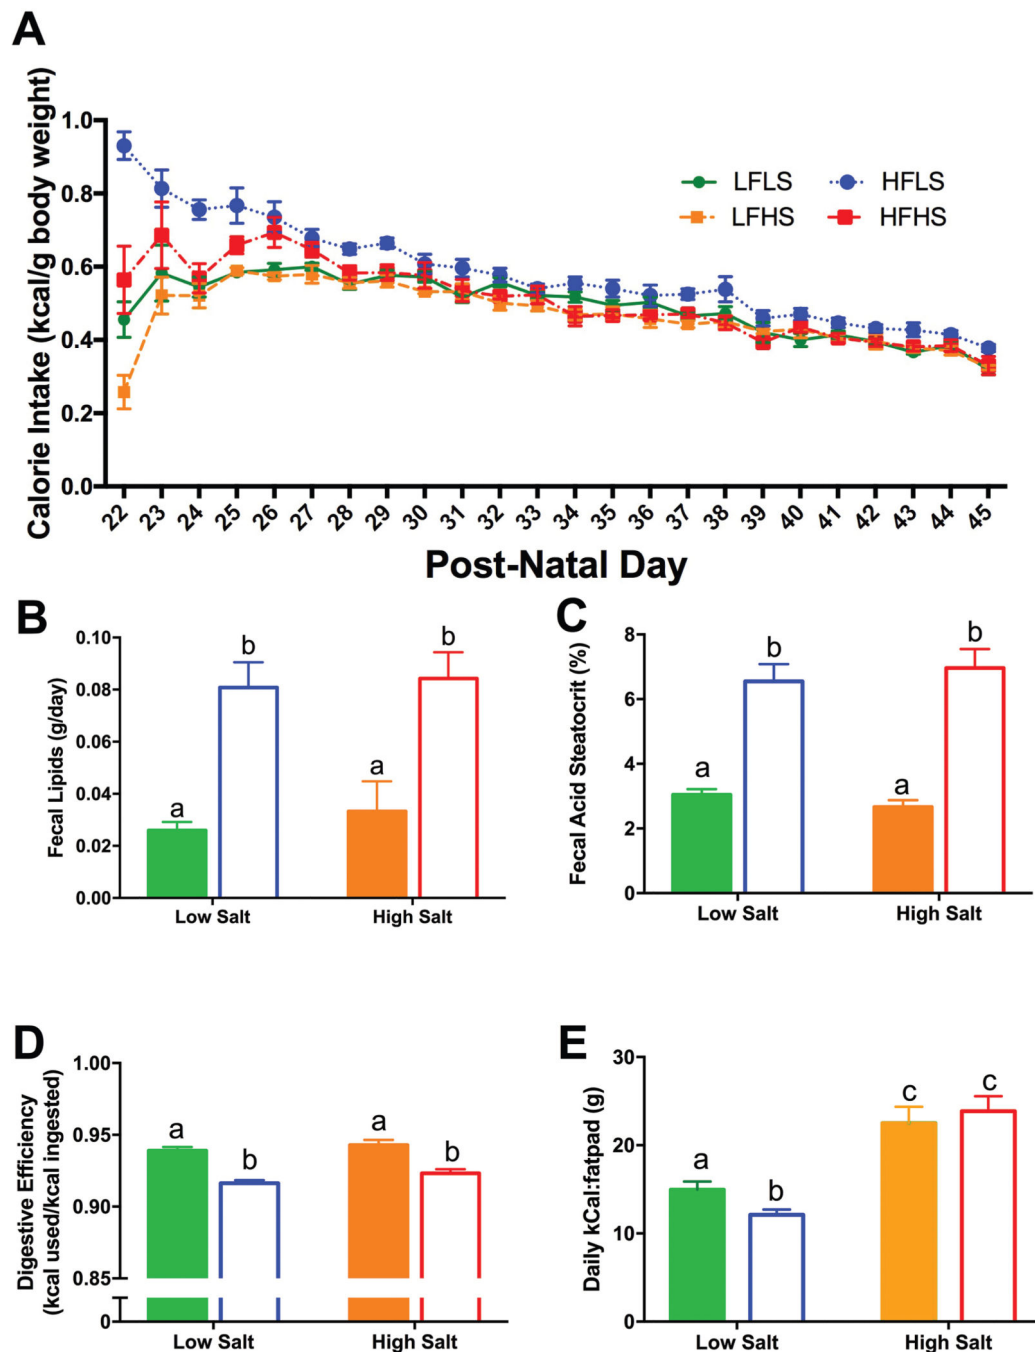 A
Calorie Intake (kcal/g body weight)
1.0
0.8
0.6
0.4
0.2
0.0
LFLS
HFLS
LFHS
HFHS
22 23 24 25 26 27 28 29 30 31 32 33 34 35 36 37 38 39 40 41 42 43 44 45
Post-Natal Day
B
Fecal Lipids (g/day)
0.10
0.08
0.06
0.04
0.02
0.00
a
b
a
b
Low Salt
High Salt
C
Fecal Acid Steatocrit (%)
8
6
4
2
0
a
b
a
b
Low Salt
High Salt
D
Digestive Efficiency
(kcal used/kcal ingested)
1.00
0.95
0.90
0.85
0
a
b
a
b
Low Salt
High Salt
E
Daily kCal:fatpad (g)
30
20
10
0
a
b
c
c
Low Salt
High Salt